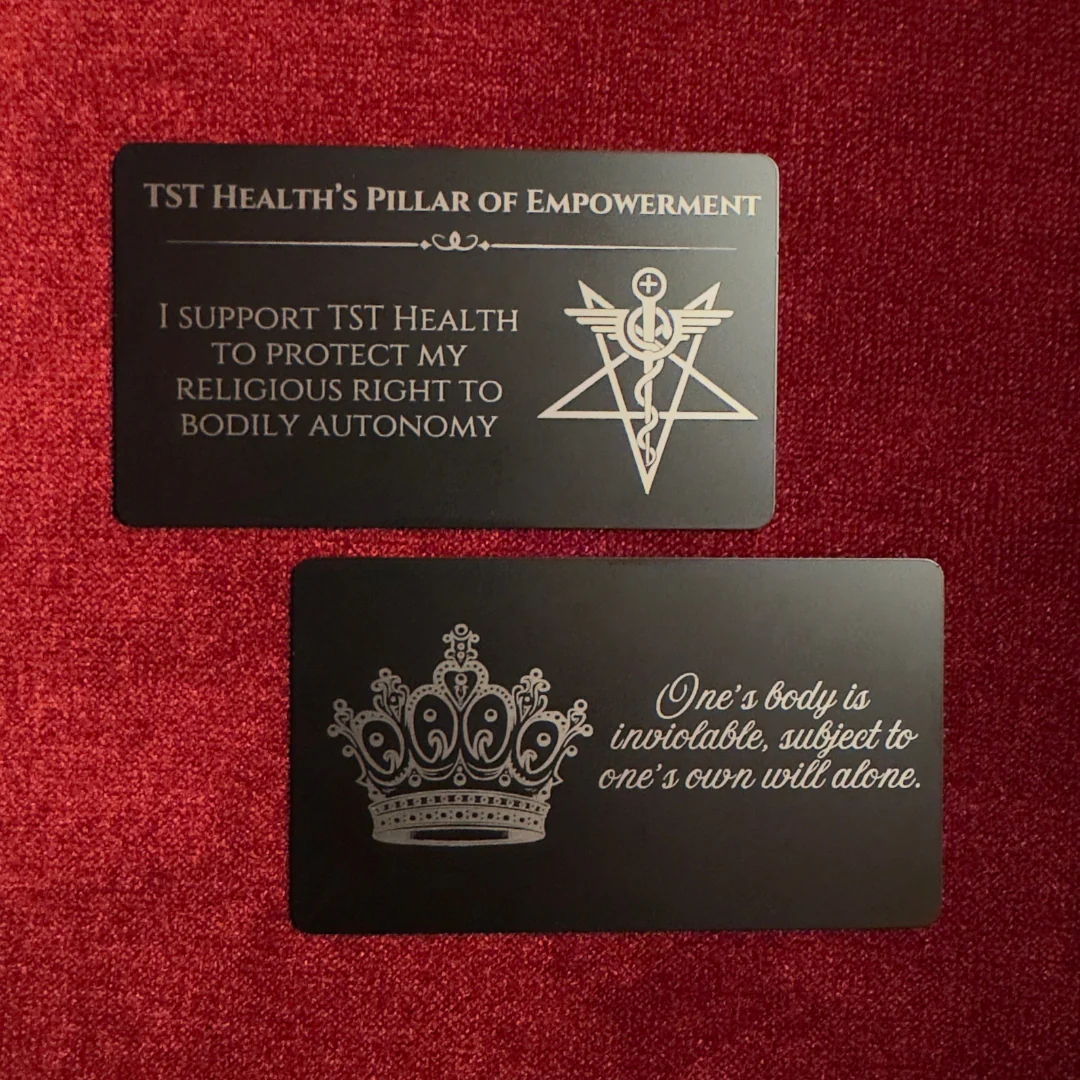 TST Health's Pillar of Empowerment
I support TST Health
to protect my
religious right to
bodily autonomy
One's body is
inviolable, subject to
one's own will alone.